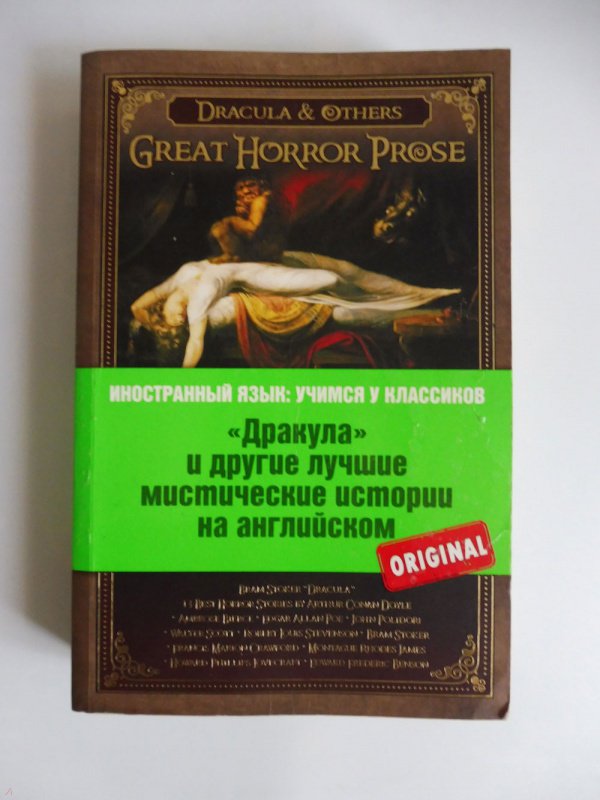 DRACULA & OTHERS
GREAT HORROR PROSE
ИНОСТРАННЫЙ ЯЗЫК: УЧИМСЯ У КЛАССИКОВ
«Дракула»
и другие лучшие
мистические истории
на английском
ORIGINAL
BRAM STOKER "DRACULA"
13 BEST HORROR STORIES BY ARTHUR CONAN DOYLE
• AMBROSE BIERCE • EDGAR ALLAN POE • JOHN POLIDORI
• WALTER SCOTT • ROBERT LOUIS STEVENSON • BRAM STOKER
• FRANCIS MARION CRAWFORD • MONTAGUE RHODES JAMES
• HOWARD PHILLIPS LOVECRAFT • EDWARD FREDERIC BENSON